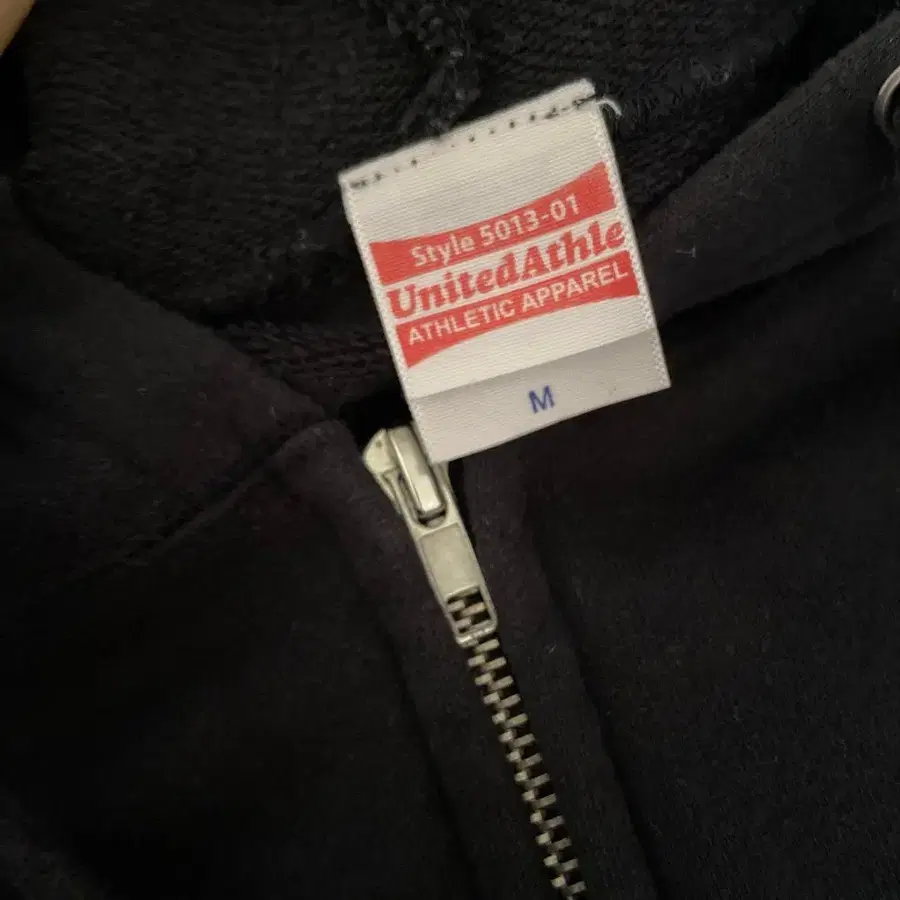 Style 5013-01
UnitedAthle
ATHLETIC APPAREL
M